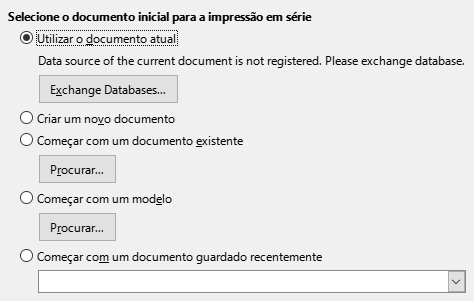 Selecione o documento inicial para a impressão em série
Utilizar o documento atual
Data source of the current document is not registered. Please exchange database.
Exchange Databases...
Criar um novo documento
Começar com um documento existente
Procurar...
Começar com um modelo
Procurar...
Começar com um documento guardado recentemente